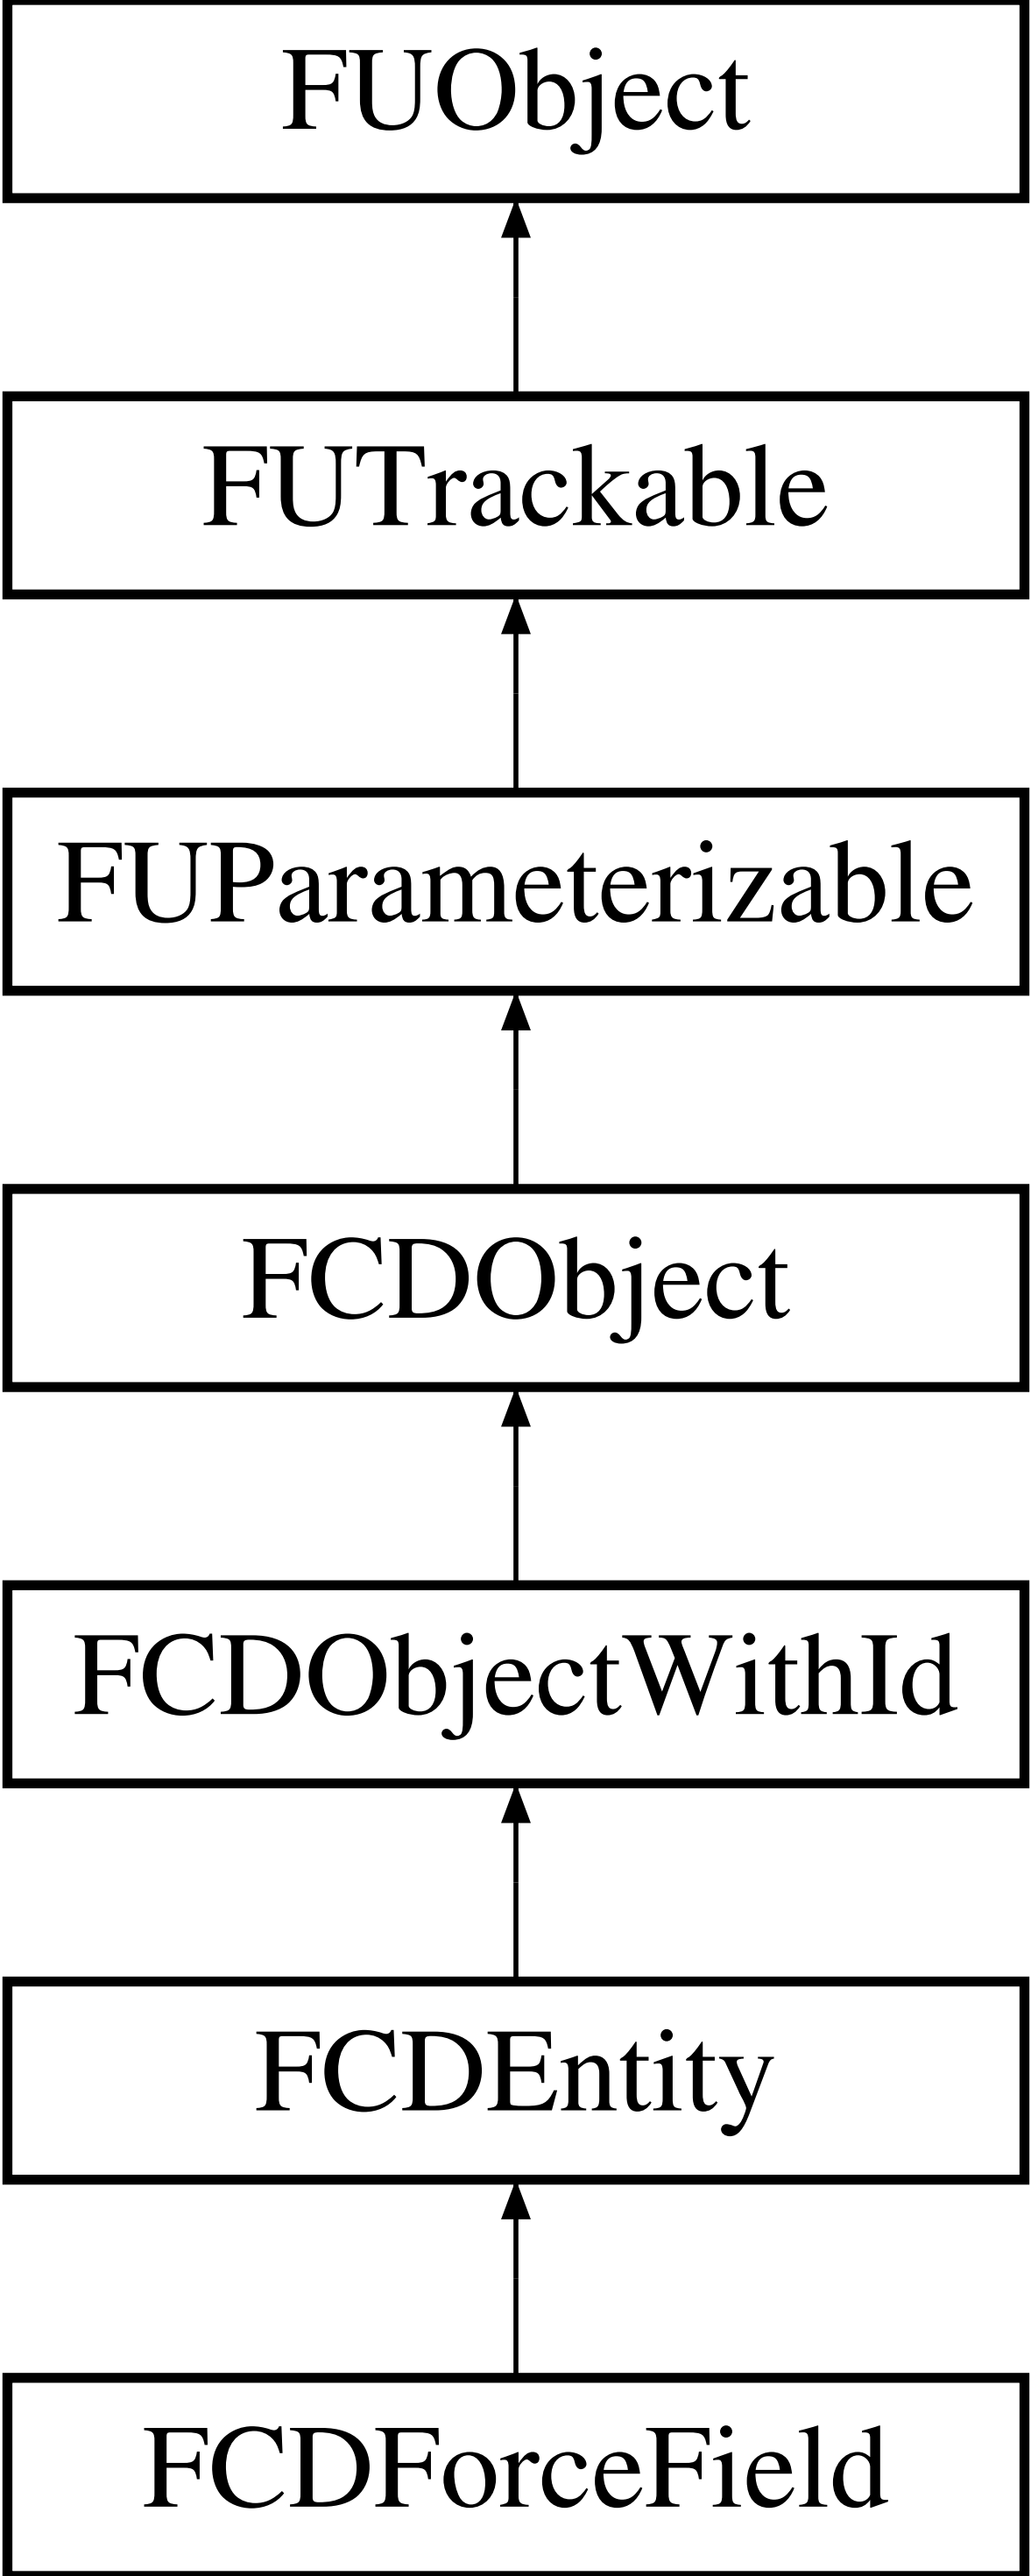 FUObject
FUTrackable
FUParameterizable
FCDObject
FCDObjectWithId
FCDEntity
FCDForceField